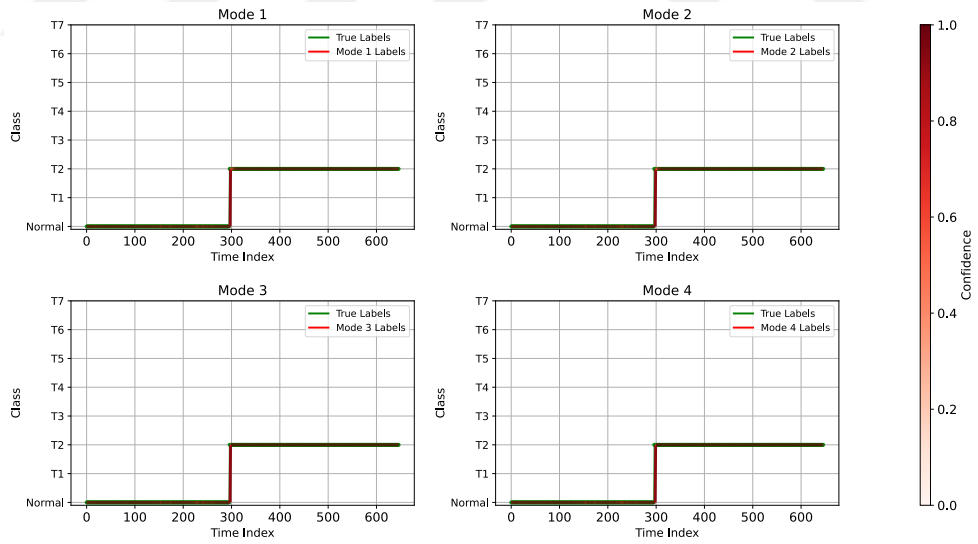 Mode 1
T7
T6
T5
T4
T3
T2
T1
Normal
Class
True Labels
Mode 1 Labels
0 100 200 300 400 500 600
Time Index
Mode 2
T7
T6
T5
T4
T3
T2
T1
Normal
Class
True Labels
Mode 2 Labels
0 100 200 300 400 500 600
Time Index
Mode 3
T7
T6
T5
T4
T3
T2
T1
Normal
Class
True Labels
Mode 3 Labels
0 100 200 300 400 500 600
Time Index
Mode 4
T7
T6
T5
T4
T3
T2
T1
Normal
Class
True Labels
Mode 4 Labels
0 100 200 300 400 500 600
Time Index
1.0
0.8
0.6
0.4
0.2
0.0
Confidence